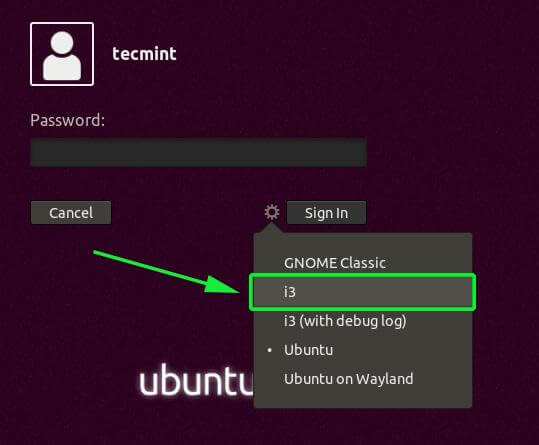 tecmint
Password:
Cancel
Sign In
GNOME Classic
i3
i3 (with debug log)
• Ubuntu
Ubuntu on Wayland
ubuntu